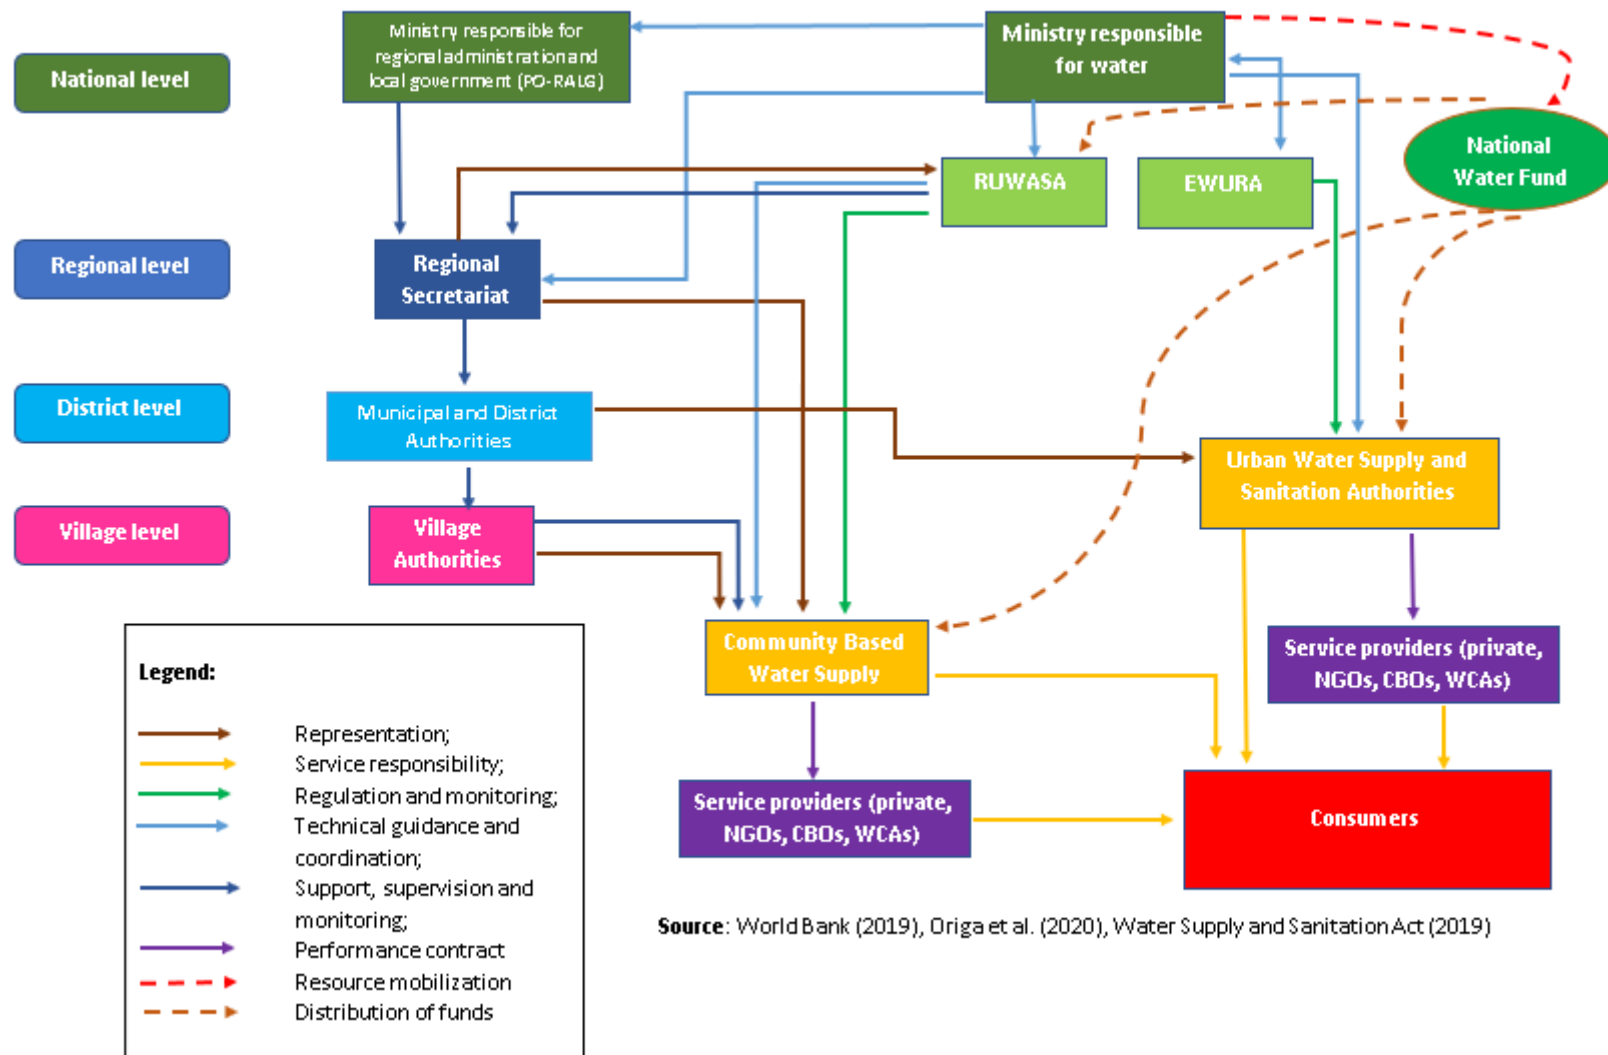 Ministry responsible for
regional administration and
local government (PO-RALG)
Ministry responsible
for water
National level
National
Water Fund
RUWASA
EWURA
Regional level
Regional
Secretariat
District level
Municipal and District
Authorities
Urban Water Supply and
Sanitation Authorities
Village level
Village
Authorities
Community Based
Water Supply
Service providers (private,
NGOs, CBOs, WCAs)
Service providers (private,
NGOs, CBOs, WCAs)
Consumers
Legend:
Representation;
Service responsibility;
Regulation and monitoring;
Technical guidance and
coordination;
Support, supervision and
monitoring;
Performance contract
Resource mobilization
Distribution of funds
Source: World Bank (2019), Origa et al. (2020), Water Supply and Sanitation Act (2019)